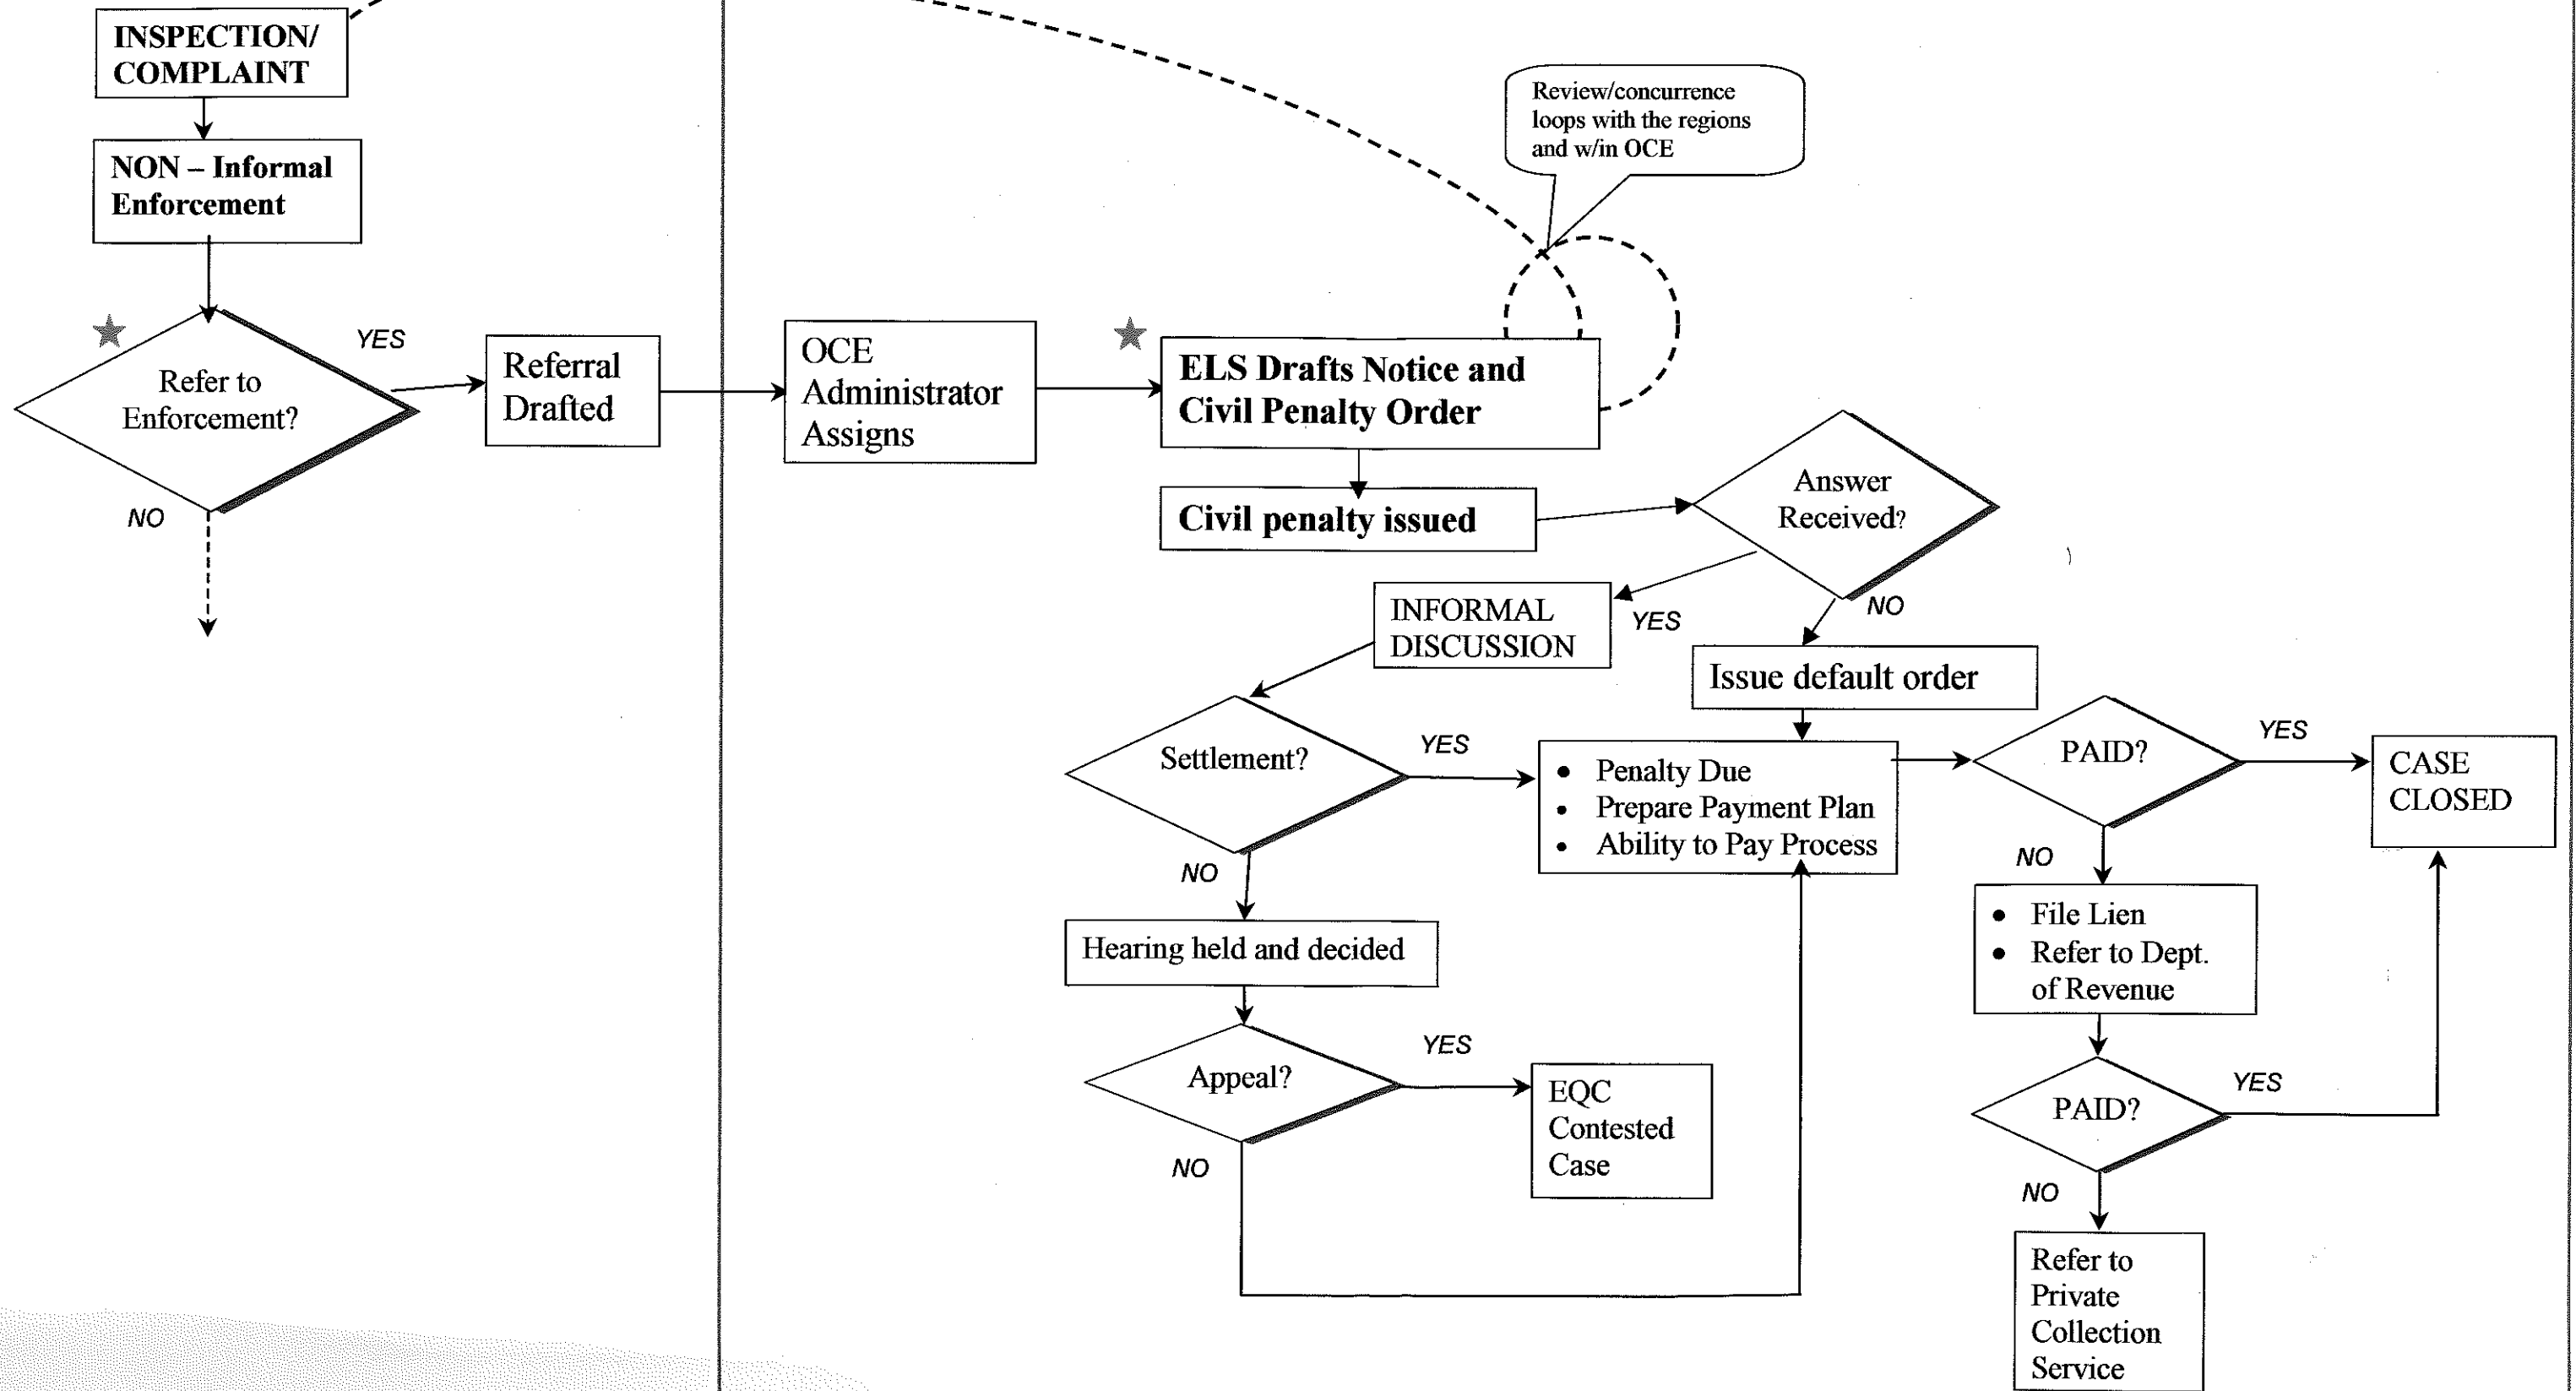 INSPECTION/
COMPLAINT
Review/concurrence
loops with the regions
and w/in OCE
NON – Informal
Enforcement
YES
Refer to
Enforcement?
NO
Referral
Drafted
OCE
Administrator
Assigns
ELS Drafts Notice and
Civil Penalty Order
Civil penalty issued
Answer
Received?
YES
NO
INFORMAL
DISCUSSION
Issue default order
Settlement?
YES
NO
• Penalty Due
• Prepare Payment Plan
• Ability to Pay Process
PAID?
YES
CASE
CLOSED
NO
Hearing held and decided
• File Lien
• Refer to Dept.
of Revenue
Appeal?
YES
NO
EQC
Contested
Case
PAID?
YES
NO
Refer to
Private
Collection
Service